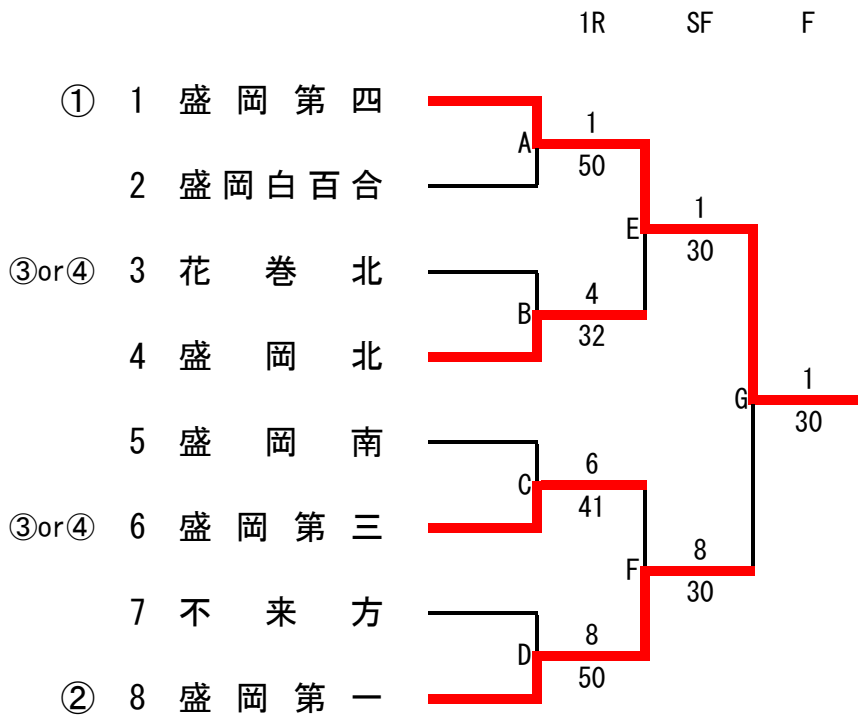 1R SF F
① 1 盛岡第四
1
A
50
2 盛岡白百合
1
E
30
③or④ 3 花巻北
4
B
32
4 盛岡北
1
G
30
5 盛岡南
6
C
41
③or④ 6 盛岡第三
8
F
30
7 不来方
8
D
50
② 8 盛岡第一